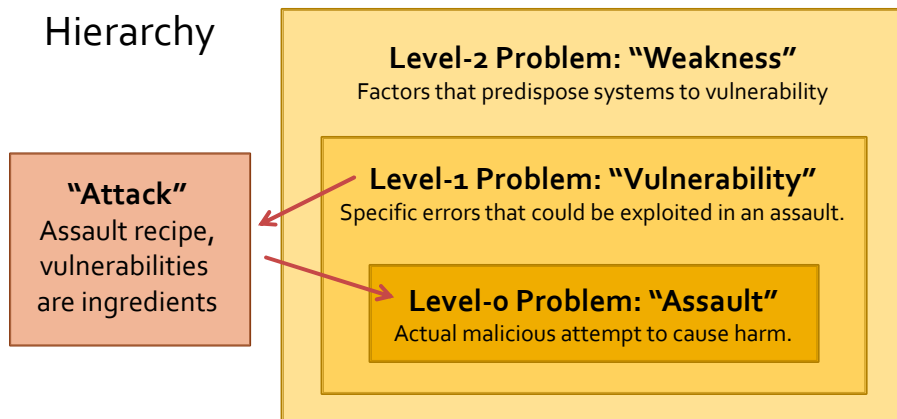 Hierarchy
Level-2 Problem: “Weakness”
Factors that predispose systems to vulnerability
“Attack”
Assault recipe,
vulnerabilities
are ingredients
Level-1 Problem: “Vulnerability”
Specific errors that could be exploited in an assault.
Level-0 Problem: “Assault”
Actual malicious attempt to cause harm.